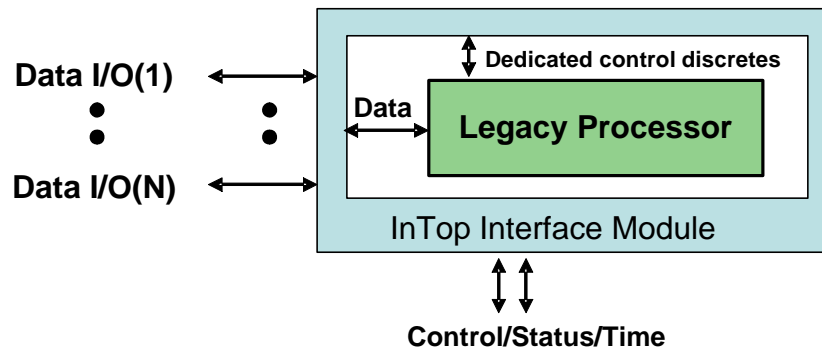 Data I/O(1)
Dedicated control discretes
Data
Legacy Processor
Data I/O(N)
InTop Interface Module
Control/Status/Time